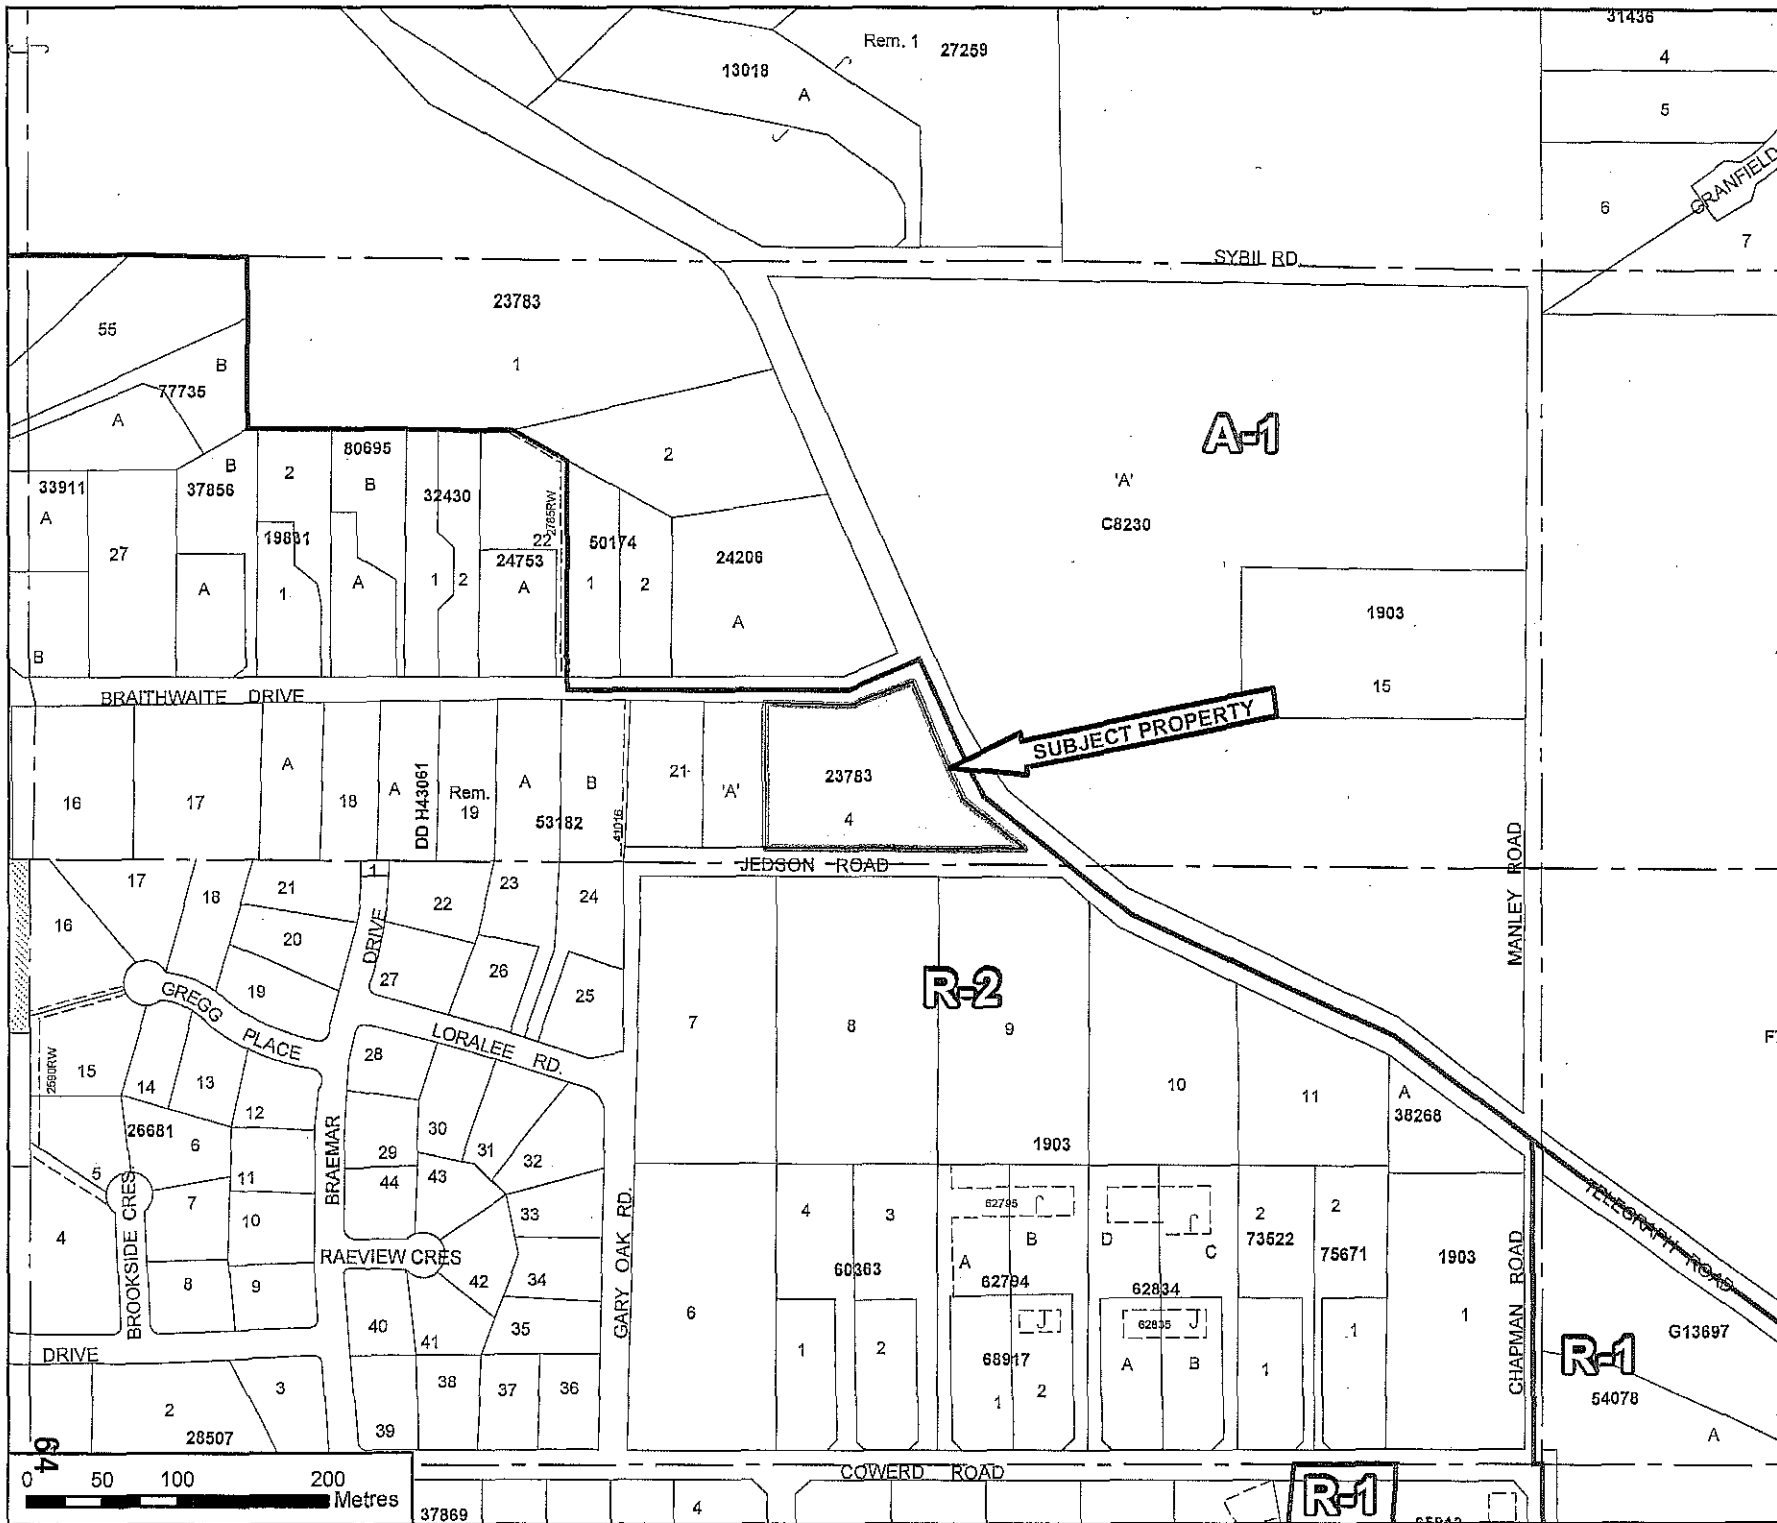 31436
Rem. 1
27259
4
13018
A
5
GRANFIELD
6
7
SYBIL RD.
23783
1
55
B
77735
A
2
A-1
'A'
C8230
80695
B
2
B
33911
37856
32430
A
27
19831
22
2785RW
50174
24206
24753
A
1
A
1
2
A
1
2
A
1903
B
15
BRAITHWAITE DRIVE
SUBJECT PROPERTY
A
DD H43061
A
Rem.
19
A
B
21
'A'
23783
16
17
18
53182
41016
4
JEDSON ROAD
MANLEY ROAD
17
18
21
1
22
23
24
16
20
DRIVE
27
26
25
19
GREGG
PLACE
LORALEE RD.
R-2
7
8
9
15
2590RW
14
13
12
28
10
11
A
38268
26681
6
BRAEMAR
29
30
31
32
1903
5
11
44
43
BROOKSIDE CRES
7
10
33
GARY OAK RD.
4
3
62795
B
D
C
2
73522
2
75671
1903
TELEGRAPH ROAD
4
RAEVIEW CRES
42
34
60363
A
62794
62834
8
9
6
CHAPMAN ROAD
1
G13697
40
41
35
1
2
J
62835
J
1
R-1
DRIVE
38
37
36
68917
A
B
1
54078
3
1
2
2
28507
39
A
64
COWERD ROAD
0
50
100
200
Metres
37869
4
R-1